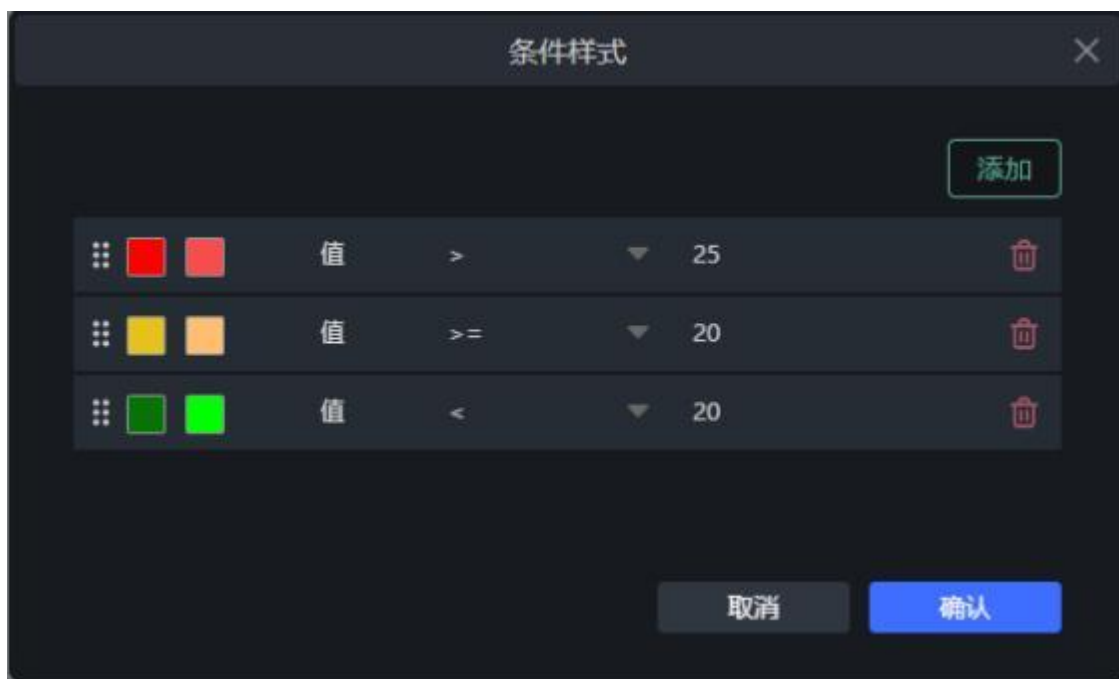 条件样式
添加
值 > 25
值 >= 20
值 < 20
取消 确认